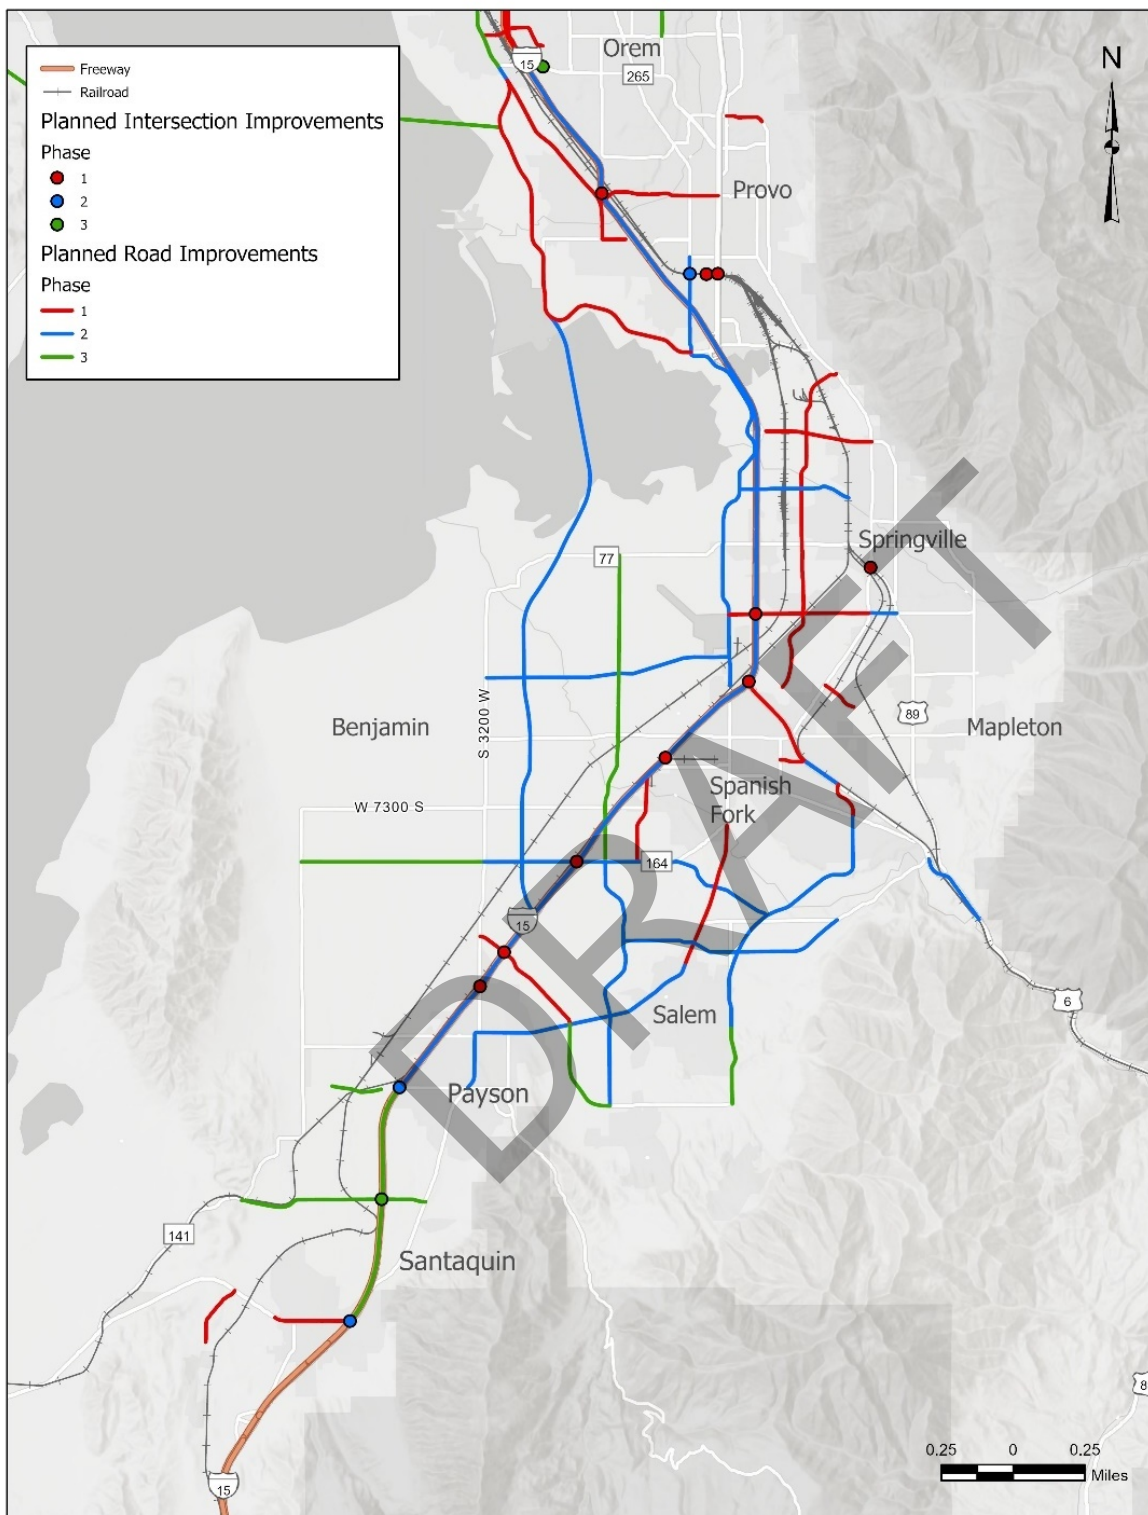 Freeway
Railroad
Planned Intersection Improvements
Phase
1
2
3
Planned Road Improvements
Phase
1
2
3
N
Orem
15
265
Provo
Springville
77
S 3200 W
Benjamin
89
Mapleton
W 7300 S
Spanish
Fork
164
15
DRAFT
6
Salem
Payson
141
Santaquin
8
15
0.25 0 0.25
Miles